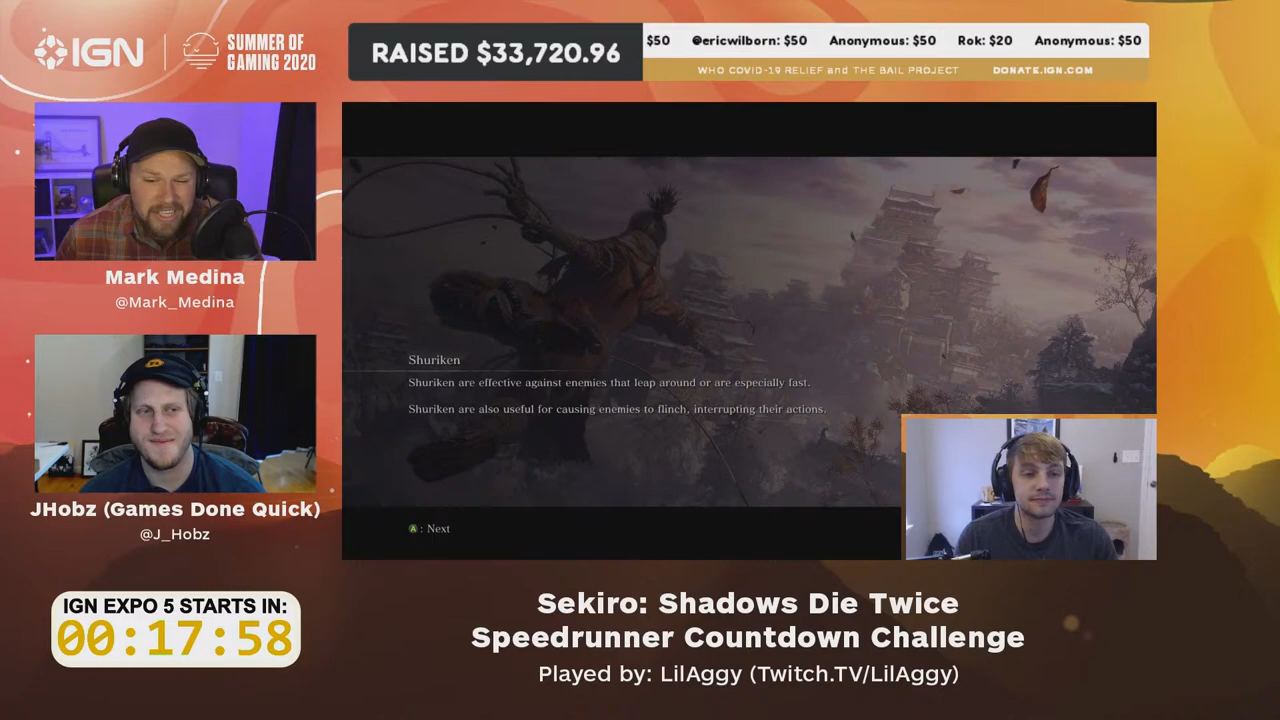 IGN
SUMMER OF
GAMING 2020
RAISED $33,720.96
$50 @ericwilborn: $50 Anonymous: $50 Rok: $20 Anonymous: $50
WHO COVID-19 RELIEF and THE BAIL PROJECT DONATE.IGN.COM
Mark Medina
@Mark_Medina
JHobz (Games Done Quick)
@J_Hobz
IGN EXPO 5 STARTS IN:
00:17:58
Shuriken
Shuriken are effective against enemies that leap around or are especially fast.
Shuriken are also useful for causing enemies to flinch, interrupting their actions.
A: Next
Sekiro: Shadows Die Twice
Speedrunner Countdown Challenge
Played by: LilAggy (Twitch.TV/LilAggy)